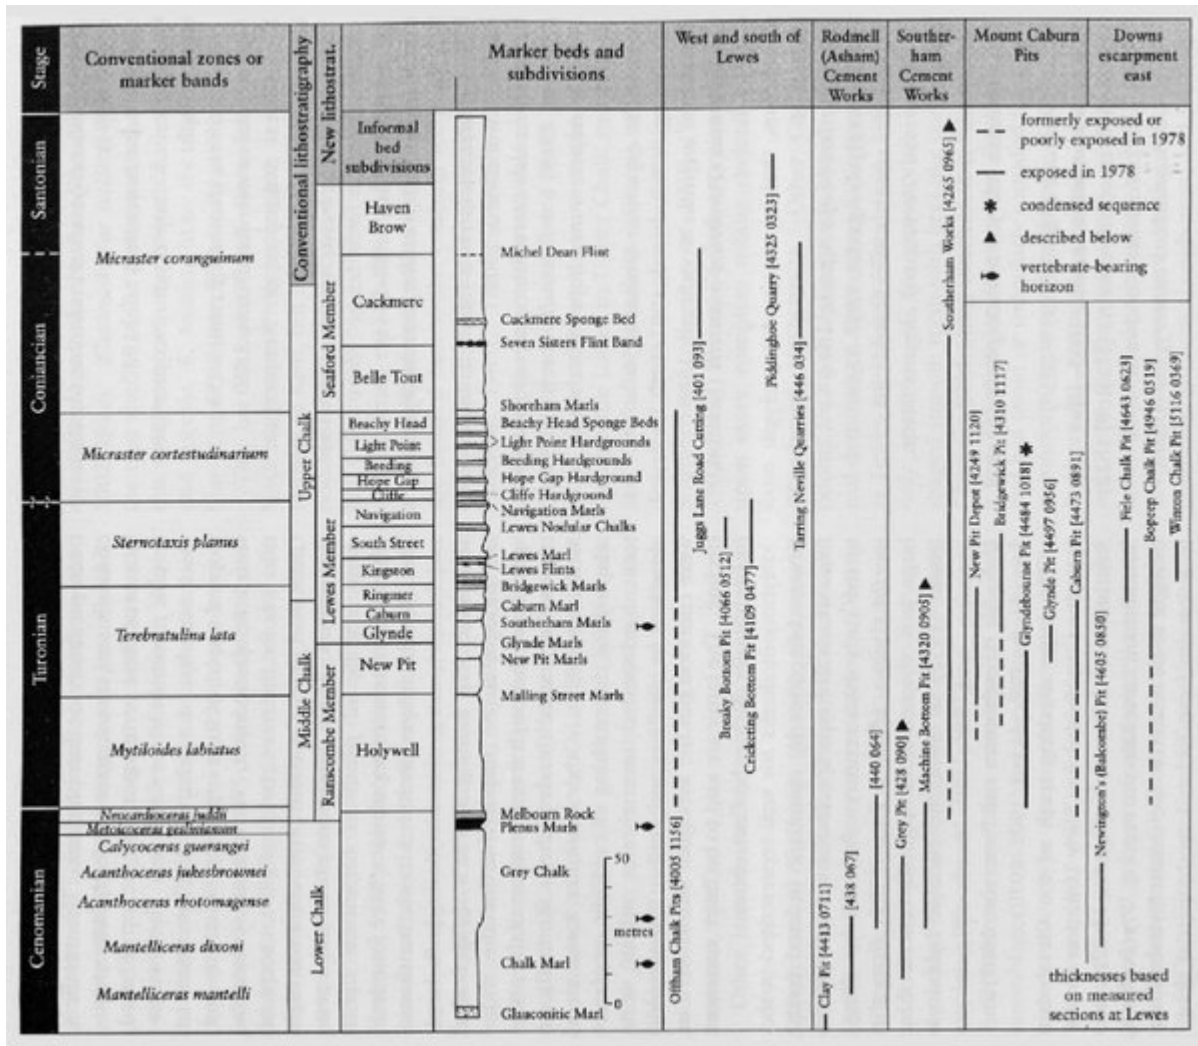 Stage
Conventional zones or
marker bands
Conventional lithostratigraphy
New lithostrat.
Marker beds and
subdivisions
West and south of
Lewes
Rodmell
(Asham)
Cement
Works
Souther-
ham
Cement
Works
Mount Caburn
Pits
Downs
escarpment
east
Informal
bed
subdivisions
formerly exposed or
poorly exposed in 1978
exposed in 1978
condensed sequence
described below
vertebrate-bearing
horizon
Santonian
Coniancian
Turonian
Cenomanian
Micraster coranguinum
Micraster cortestudinarium
Sternotaxis planus
Terebratulina lata
Mytiloides labiatus
Neocardioceras juddii
Metoicoceras geslinianum
Calycoceras guerangei
Acanthoceras jukesbrownei
Acanthoceras rhotomagense
Mantelliceras dixoni
Mantelliceras mantelli
Upper Chalk
Middle Chalk
Lower Chalk
Seaford Member
Lewes Member
Ranscombe Member
Haven
Brow
Cuckmere
Belle Tout
Beachy Head
Light Point
Beeding
Hope Gap
Cliffe
Navigation
South Street
Kingston
Ringmer
Caburn
Glynde
New Pit
Holywell
Michel Dean Flint
Cuckmere Sponge Bed
Seven Sisters Flint Band
Shoreham Marls
Beachy Head Sponge Beds
Light Point Hardgrounds
Beeding Hardgrounds
Hope Gap Hardground
Cliffe Hardground
Navigation Marls
Lewes Nodular Chalks
Lewes Marl
Lewes Flints
Bridgewick Marls
Caburn Marl
Southerham Marls
Glynde Marls
New Pit Marls
Malling Street Marls
Melbourn Rock
Plenus Marls
Grey Chalk
Chalk Marl
Glauconitic Marl
50
metres
0
Offham Chalk Pits [4005 1156]
Juggs Lane Road Cutting [401 093]
Breaky Bottom Pit [4066 0512]
Cricketing Bottom Pit [4109 0477]
Piddinghoe Quarry [4325 0323]
Tarring Neville Quarries [446 034]
Clay Pit [4413 0711]
[438 067]
[440 064]
Grey Pit [428 090]
Machine Bottom Pit [4320 0905]
Southerham Works [4265 0965]
New Pit Depot [4249 1120]
Bridgewick Pit [4310 1117]
Glyndebourne Pit [4484 1018]
Glynde Pit [4497 0956]
Caburn Pit [4473 0891]
Newington's (Balcombe) Pit [4605 0850]
Firle Chalk Pit [4643 0623]
Bopeep Chalk Pit [4946 0519]
Winton Chalk Pit [5116 0369]
thicknesses based
on measured
sections at Lewes